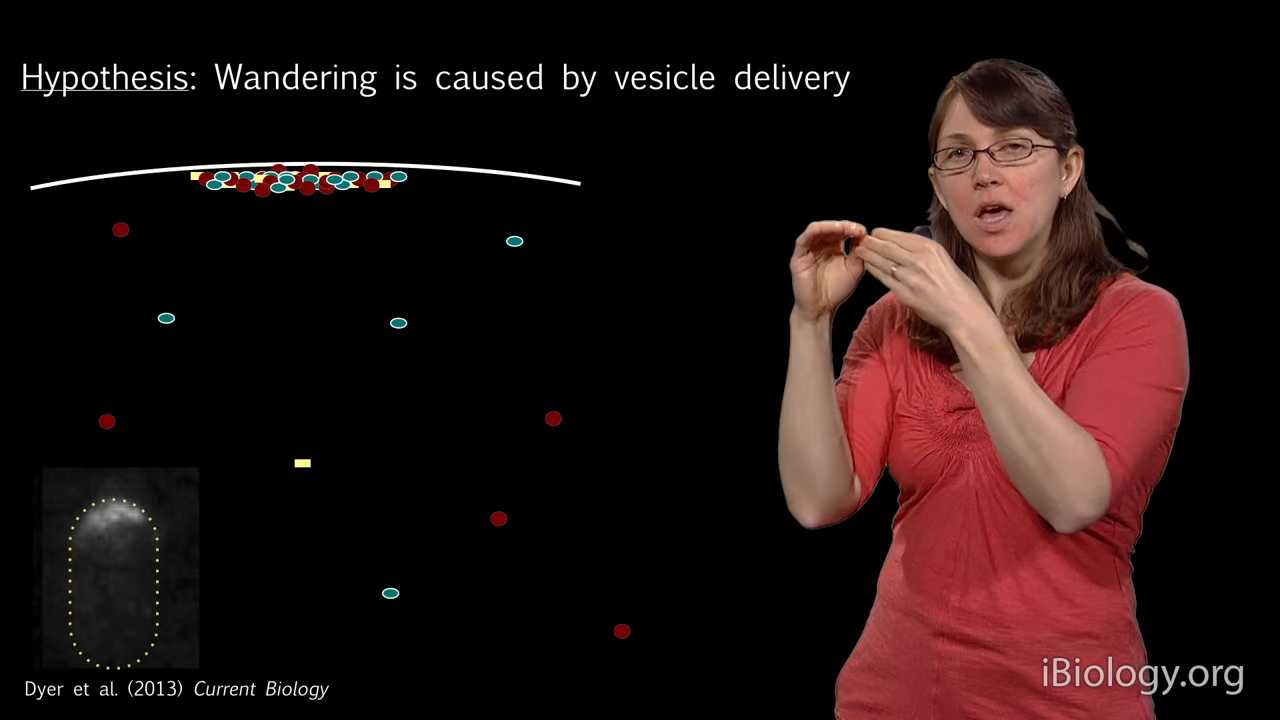 Hypothesis: Wandering is caused by vesicle delivery
Dyer et al. (2013) Current Biology
iBiology.org